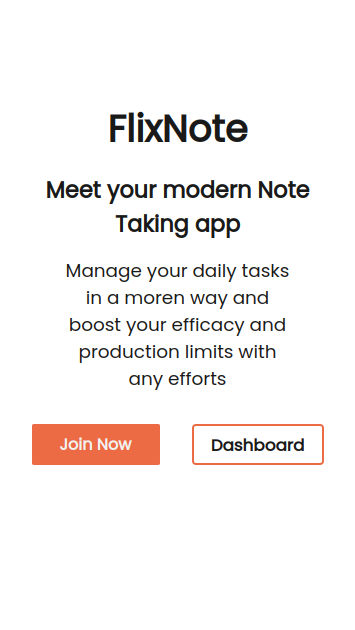 FlixNote
Meet your modern Note
Taking app
Manage your daily tasks
in a moren way and
boost your efficacy and
production limits with
any efforts
Join Now
Dashboard